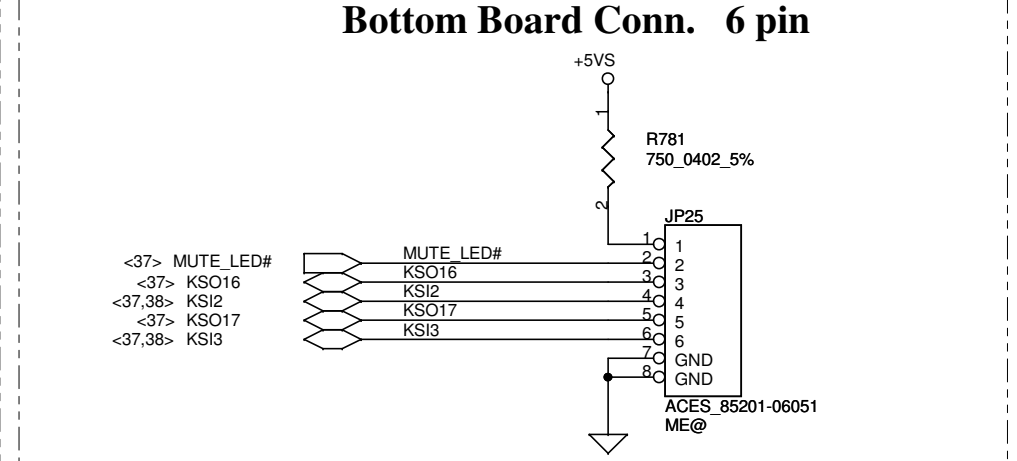 Bottom Board Conn. 6 pin
+5VS
1
R781
750_0402_5%
2
JP25
1 1
<37> MUTE_LED# MUTE_LED# 2 2
<37> KSO16 KSO16 3 3
<37,38> KSI2 KSI2 4 4
<37> KSO17 KSO17 5 5
<37,38> KSI3 KSI3 6 6
7 GND
8 GND
ACES_85201-06051
ME@